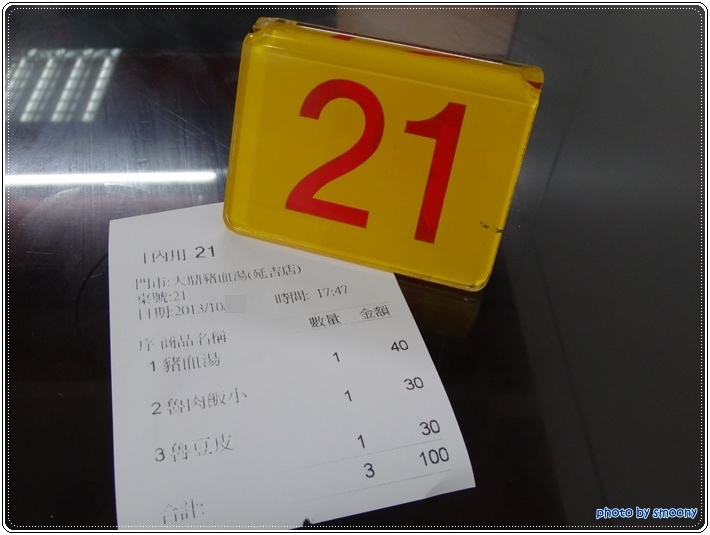 21
內用 21
門市:大鼎豬血湯(延吉店)
桌號:21 時間: 17:47
日期:2013/10/
序 商品名稱 數量 金額
1 豬血湯 1 40
2 魯肉飯小 1 30
3 魯豆皮 1 30
合計: 3 100
photo by smoony